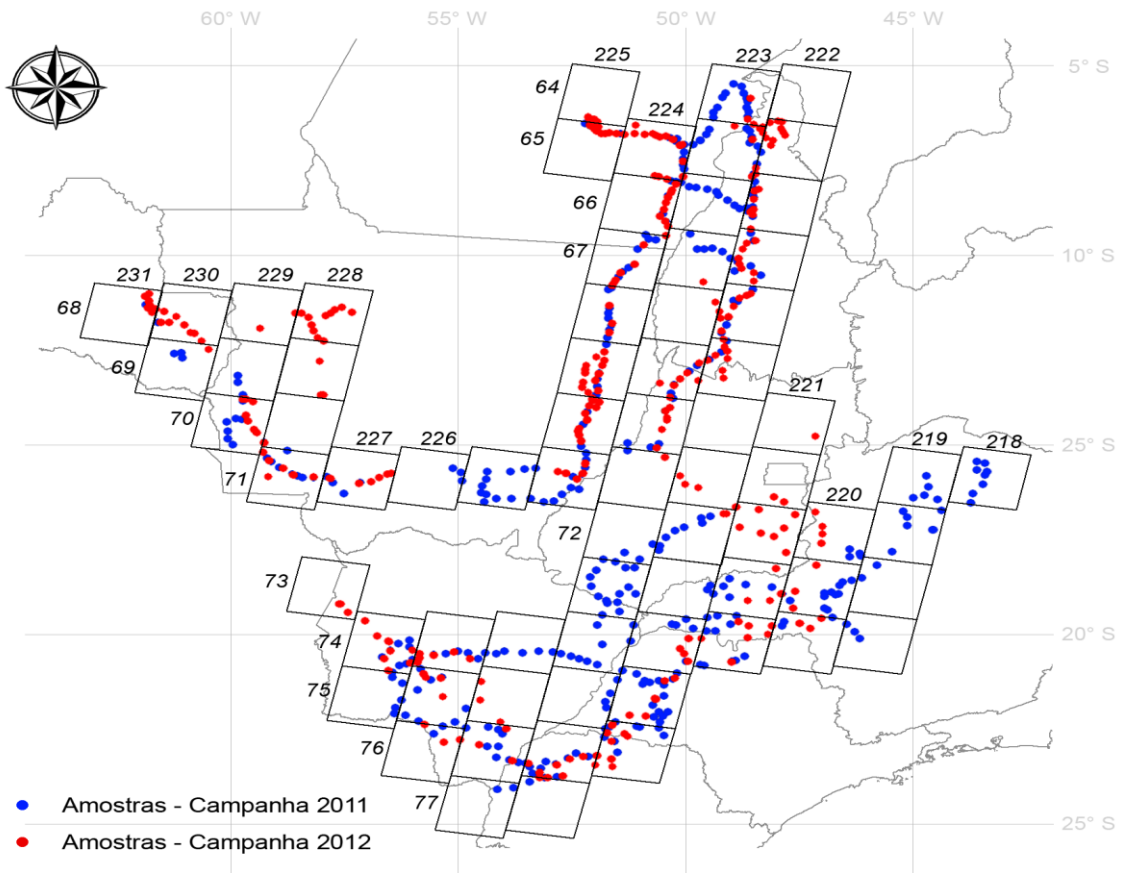 60° W 55° W 50° W 45° W
225 223 222
5° S
64
224
65
66
67
10° S
231 230 229 228
68
69
221
70
25° S
227 226 219 218
71
220
72
73
74
20° S
75
76
77
Amostras - Campanha 2011
Amostras - Campanha 2012
25° S